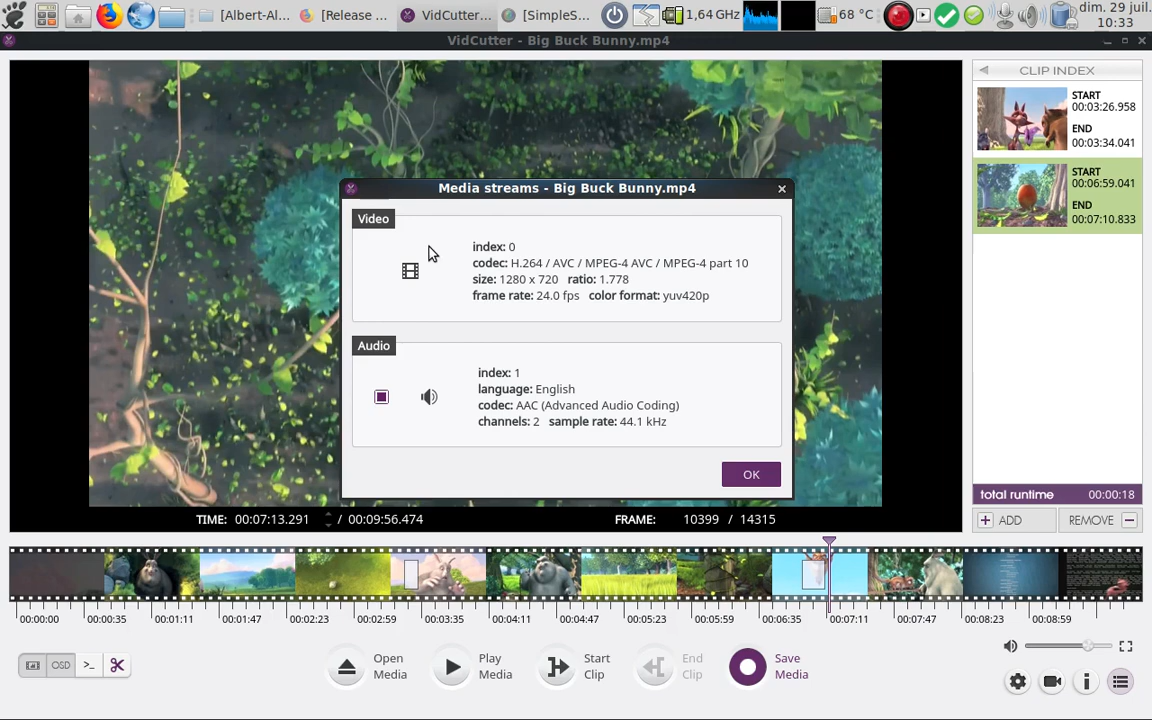 [Albert-Al...
[Release ...
VidCutter...
[SimpleS...
1,64 GHz
68 °C
dim. 29 juil.
10:33
VidCutter - Big Buck Bunny.mp4
CLIP INDEX
START
00:03:26.958
END
00:03:34.041
START
00:06:59.041
END
00:07:10.833
Media streams - Big Buck Bunny.mp4
Video
index: 0
codec: H.264 / AVC / MPEG-4 AVC / MPEG-4 part 10
size: 1280 x 720 ratio: 1.778
frame rate: 24.0 fps color format: yuv420p
Audio
index: 1
language: English
codec: AAC (Advanced Audio Coding)
channels: 2 sample rate: 44.1 kHz
OK
total runtime 00:00:18
ADD
REMOVE
TIME: 00:07:13.291 / 00:09:56.474
FRAME: 10399 / 14315
00:00:00 00:00:35 00:01:11 00:01:47 00:02:23 00:02:59 00:03:35 00:04:11 00:04:47 00:05:23 00:05:59 00:06:35 00:07:11 00:07:47 00:08:23 00:08:59
OSD
>_
Open
Media
Play
Media
Start
Clip
End
Clip
Save
Media